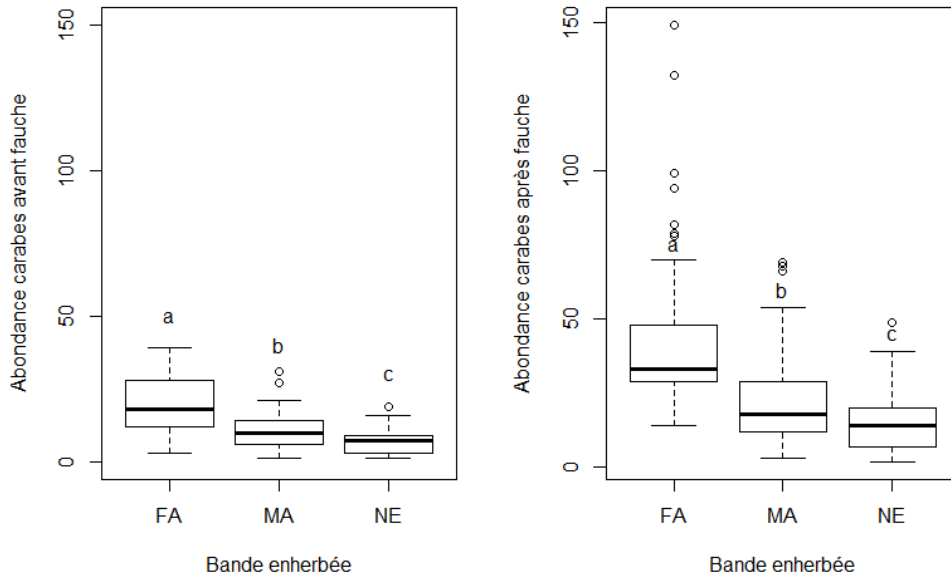 Abondance carabes avant fauche
150
100
50
0
a
b
c
FA MA NE
Bande enherbée
Abondance carabes après fauche
150
100
50
0
a
b
c
FA MA NE
Bande enherbée